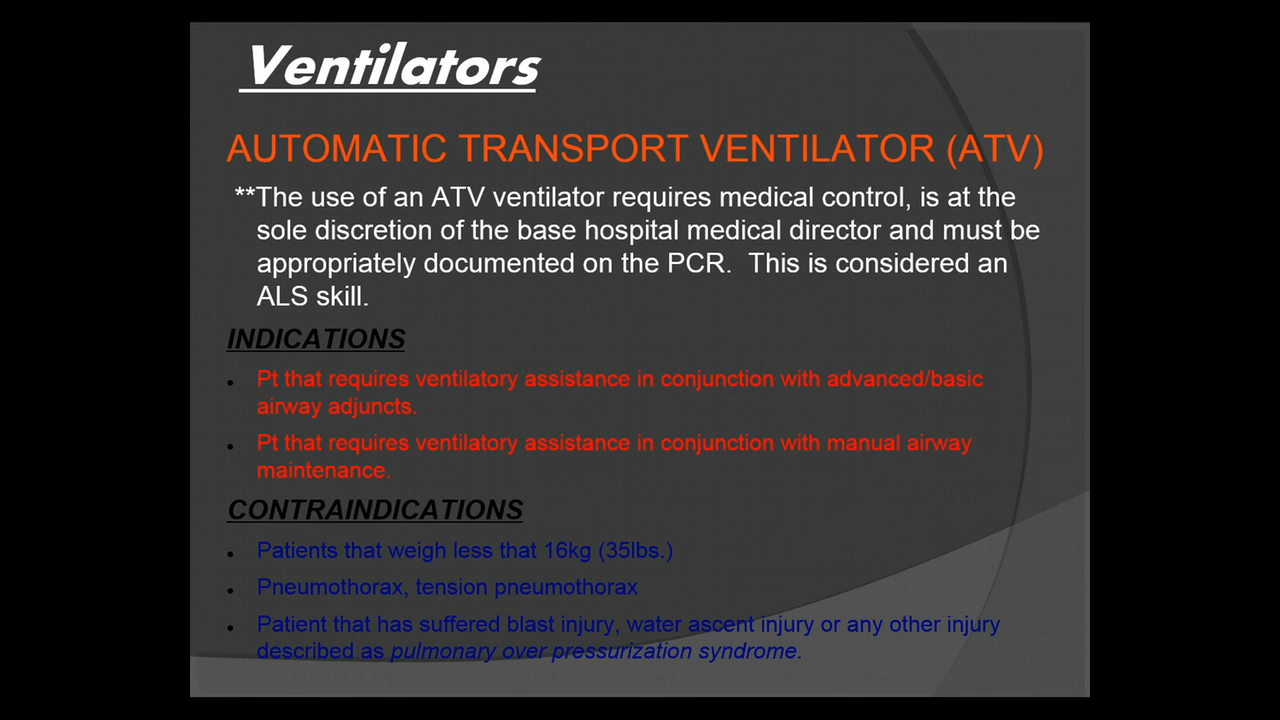 Ventilators
AUTOMATIC TRANSPORT VENTILATOR (ATV)
**The use of an ATV ventilator requires medical control, is at the
sole discretion of the base hospital medical director and must be
appropriately documented on the PCR. This is considered an
ALS skill.
INDICATIONS
• Pt that requires ventilatory assistance in conjunction with advanced/basic
airway adjuncts.
• Pt that requires ventilatory assistance in conjunction with manual airway
maintenance.
CONTRAINDICATIONS
• Patients that weigh less that 16kg (35lbs.)
• Pneumothorax, tension pneumothorax
• Patient that has suffered blast injury, water ascent injury or any other injury
described as pulmonary over pressurization syndrome.